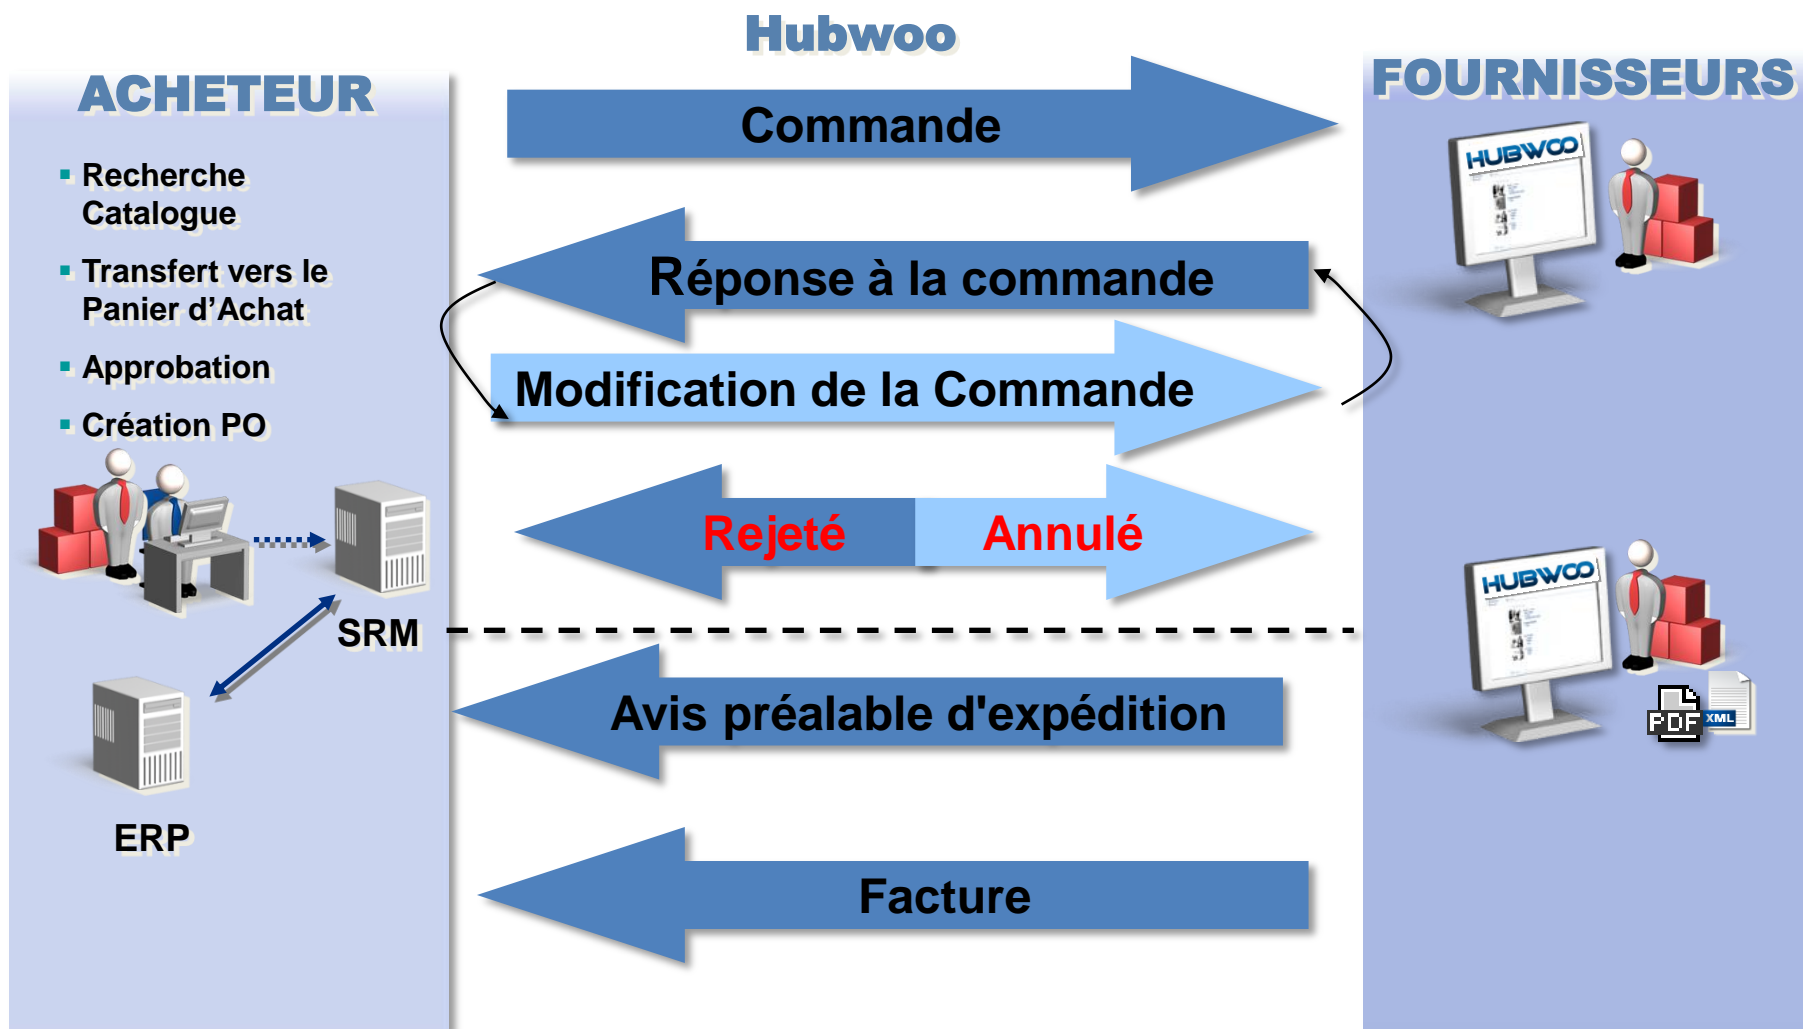 Hubwoo
ACHETEUR
Recherche
Catalogue
Transfert vers le
Panier d'Achat
Approbation
Création PO
SRM
ERP
Commande
Réponse à la commande
Modification de la Commande
Rejeté
Annulé
Avis préalable d'expédition
Facture
FOURNISSEURS
HUBWOO
HUBWOO
PDF
XML